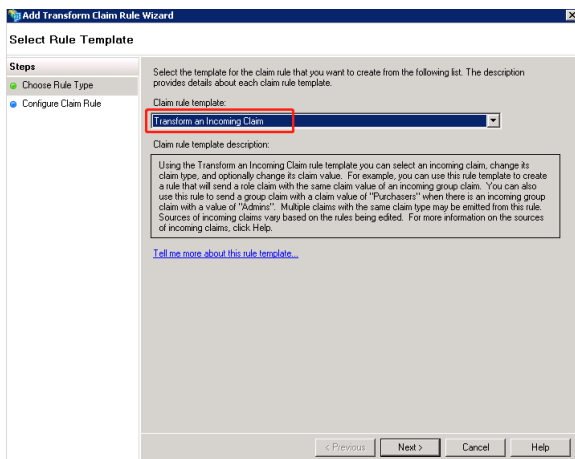 Add Transform Claim Rule Wizard
Select Rule Template
Steps
Choose Rule Type
Configure Claim Rule
Select the template for the claim rule that you want to create from the following list. The description
provides details about each claim rule template.
Claim rule template:
Transform an Incoming Claim
Claim rule template description:
Using the Transform an Incoming Claim rule template you can select an incoming claim, change its
claim type, and optionally change its claim value. For example, you can use this rule template to create
a rule that will send a role claim with the same claim value of an incoming group claim. You can also
use this rule to send a group claim with a claim value of "Purchasers" when there is an incoming group
claim with a value of "Admins". Multiple claims with the same claim type may be emitted from this rule.
Sources of incoming claims vary based on the rules being edited. For more information on the sources
of incoming claims, click Help.
Tell me more about this rule template...
< Previous Next > Cancel Help